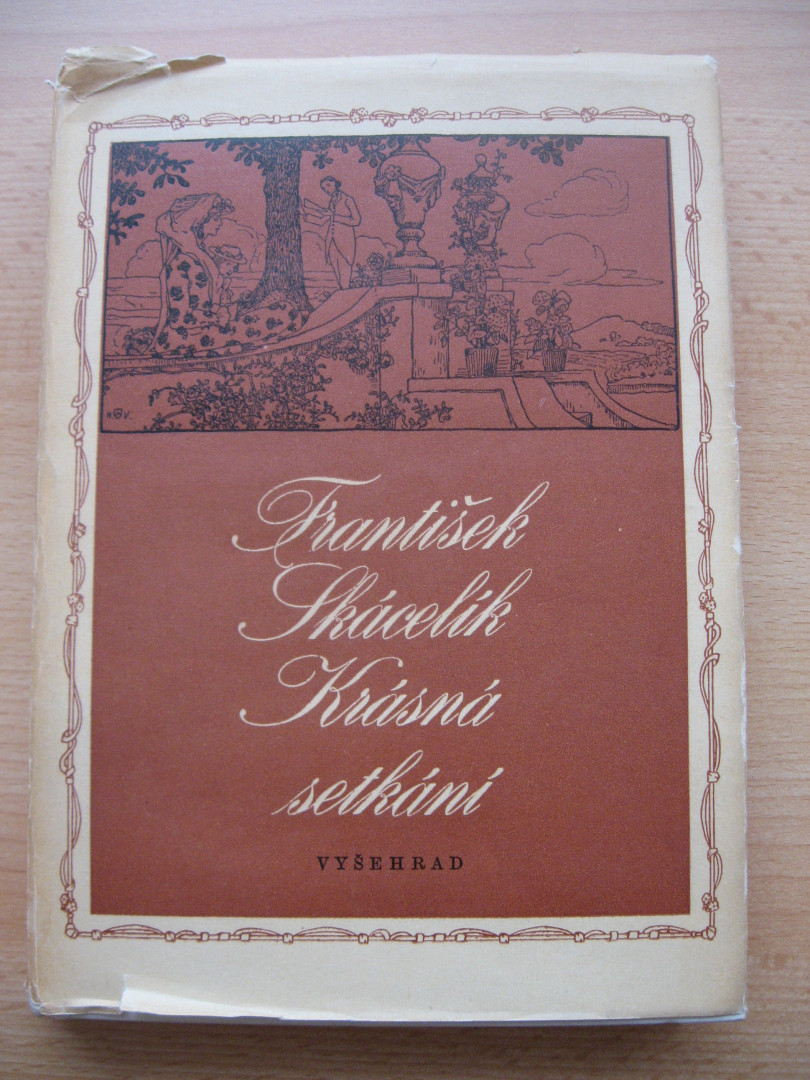 František
Skácelík
Krásná
setkání
VYŠEHRAD